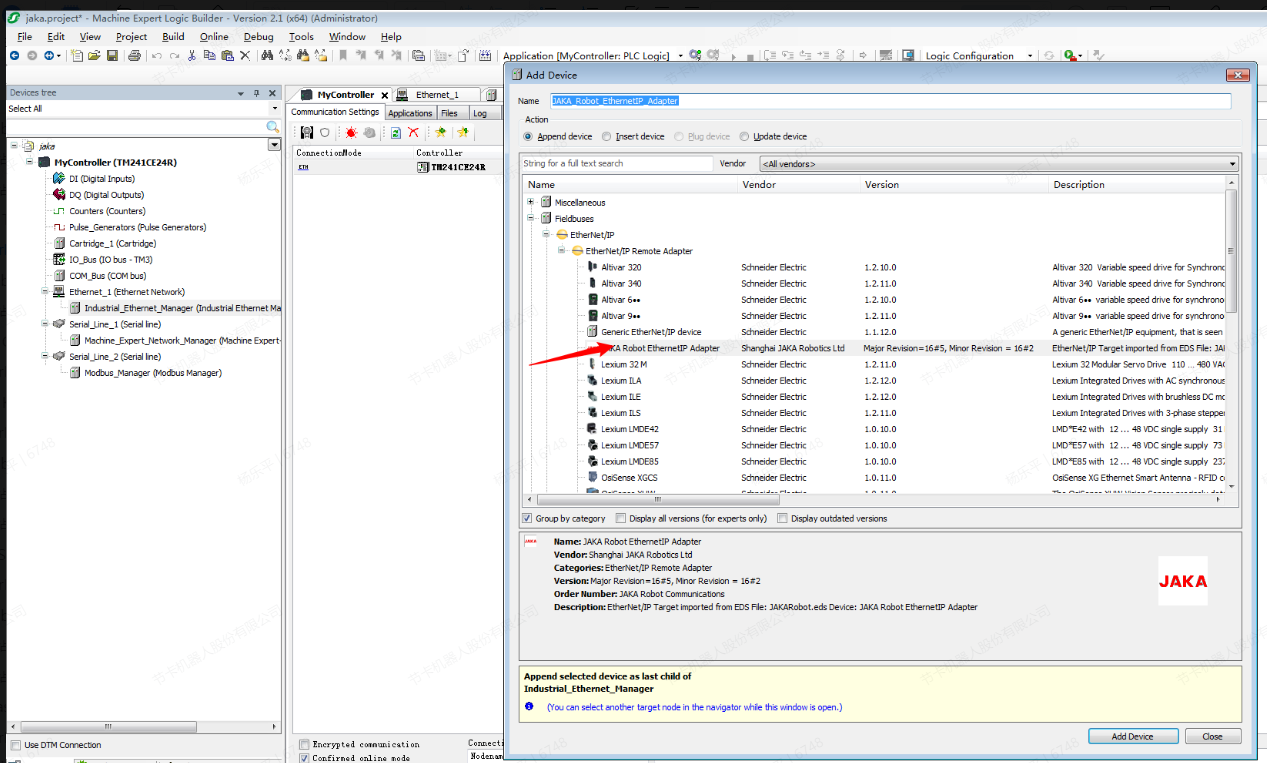 jaka.project* - Machine Expert Logic Builder - Version 2.1 (x64) (Administrator)
File Edit View Project Build Online Debug Tools Window Help
Application [MyController: PLC Logic] Logic Configuration
Devices tree
Select All
jaka
MyController (TM241CE24R)
DI (Digital Inputs)
DQ (Digital Outputs)
Counters (Counters)
Pulse_Generators (Pulse Generators)
Cartridge_1 (Cartridge)
IO_Bus (IO bus - TM3)
COM_Bus (COM bus)
Ethernet_1 (Ethernet Network)
Industrial_Ethernet_Manager (Industrial Ethernet Ma
Serial_Line_1 (Serial line)
Machine_Expert_Network_Manager (Machine Expert-
Serial_Line_2 (Serial line)
Modbus_Manager (Modbus Manager)
Use DTM Connection
MyController Ethernet_1
Communication Settings Applications Files Log
ConnectionMode Controller
TM241CE24R
Encrypted communication
Confirmed online mode
Connecti
Nodenam
Add Device
Name JAKA_Robot_EthernetIP_Adapter
Action
Append device Insert device Plug device Update device
String for a full text search Vendor <All vendors>
Name Vendor Version Description
Miscellaneous
Fieldbuses
EtherNet/IP
EtherNet/IP Remote Adapter
Altivar 320 Schneider Electric 1.2.10.0 Altivar 320 Variable speed drive for Synchrono
Altivar 340 Schneider Electric 1.2.11.0 Altivar 340 Variable speed drive for Synchrono
Altivar 6•• Schneider Electric 1.2.10.0 Altivar 6•• variable speed drive for synchrono
Altivar 9•• Schneider Electric 1.2.11.0 Altivar 9•• variable speed drive for synchrono
Generic EtherNet/IP device Schneider Electric 1.1.12.0 A generic EtherNet/IP equipment, that is seen
KA Robot EthernetIP Adapter Shanghai JAKA Robotics Ltd Major Revision=16#5, Minor Revision = 16#2 EtherNet/IP Target imported from EDS File: JAI
Lexium 32 M Schneider Electric 1.2.11.0 Lexium 32 Modular Servo Drive 110 ... 480 VAC
Lexium ILA Schneider Electric 1.2.12.0 Lexium Integrated Drives with AC synchronous
Lexium ILE Schneider Electric 1.2.12.0 Lexium Integrated Drives with brushless DC mo
Lexium ILS Schneider Electric 1.2.11.0 Lexium Integrated Drives with 3-phase stepper
Lexium LMDE42 Schneider Electric 1.0.10.0 LMD*E42 with 12 ... 48 VDC single supply 31
Lexium LMDE57 Schneider Electric 1.0.10.0 LMD*E57 with 12 ... 48 VDC single supply 73
Lexium LMDE85 Schneider Electric 1.0.10.0 LMD*E85 with 12 ... 48 VDC single supply 237
OsiSense XGCS Schneider Electric 1.0.11.0 OsiSense XG Ethernet Smart Antenna - RFID c
Group by category Display all versions (for experts only) Display outdated versions
JAKA
Name: JAKA Robot EthernetIP Adapter
Vendor: Shanghai JAKA Robotics Ltd
Categories: EtherNet/IP Remote Adapter
Version: Major Revision=16#5, Minor Revision = 16#2
Order Number: JAKA Robot Communications
Description: EtherNet/IP Target imported from EDS File: JAKARobot.eds Device: JAKA Robot EthernetIP Adapter
JAKA
Append selected device as last child of
Industrial_Ethernet_Manager
(You can select another target node in the navigator while this window is open.)
Add Device Close